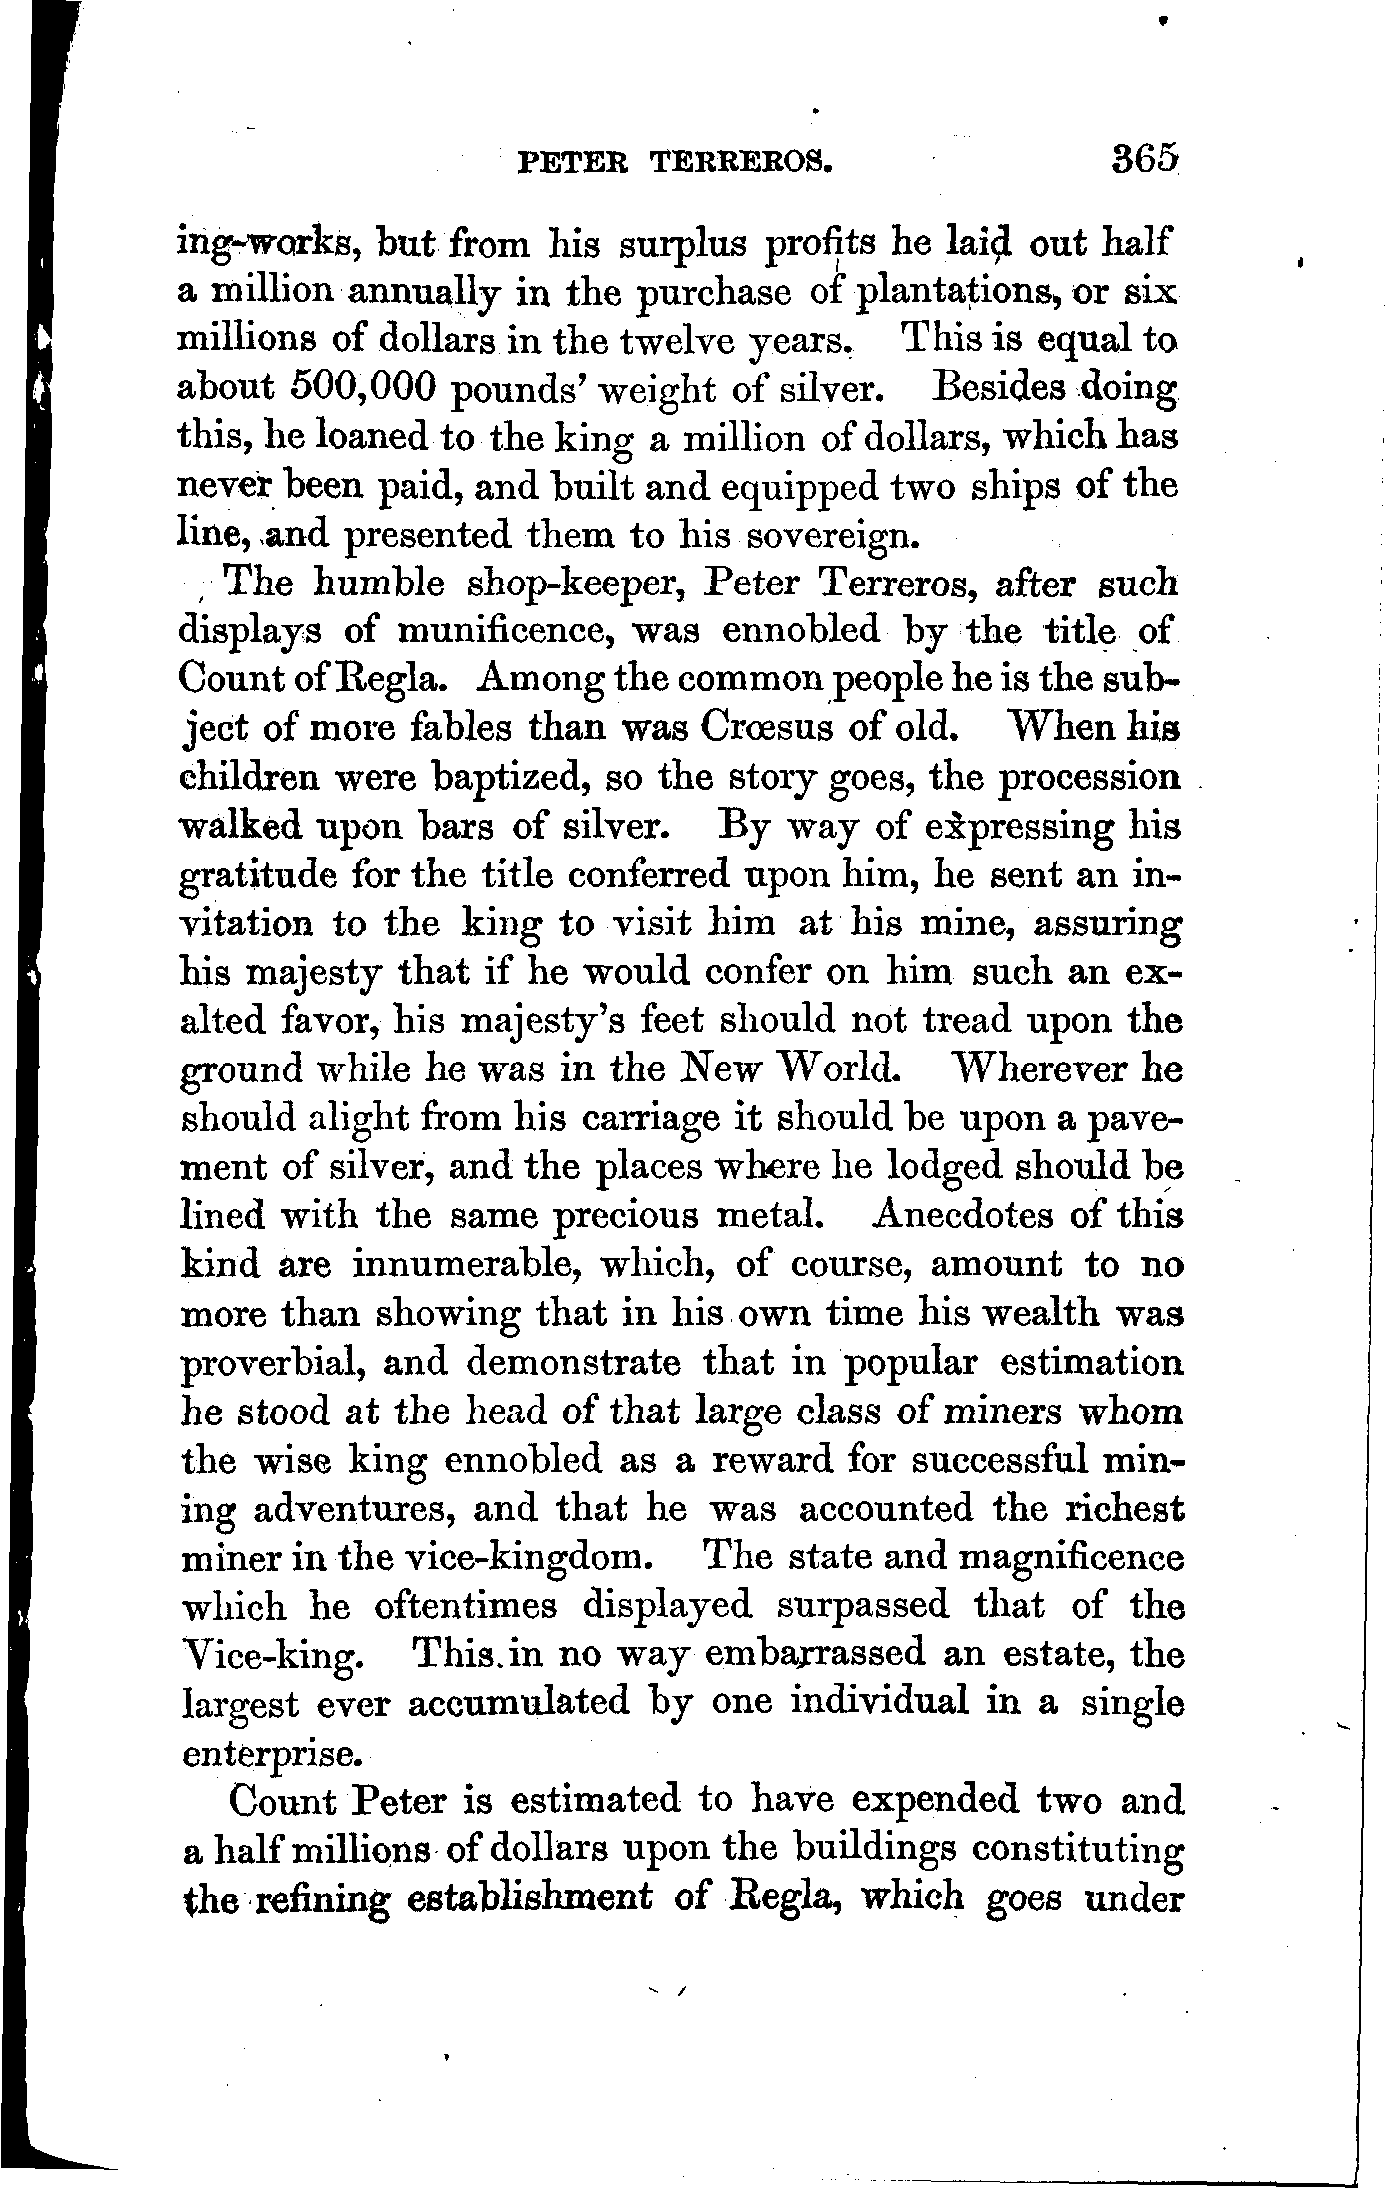 PETER TERREROS. 365
ing-works, but from his surplus profits he laid out half
a million annually in the purchase of plantations, or six
millions of dollars in the twelve years. This is equal to
about 500,000 pounds' weight of silver. Besides doing
this, he loaned to the king a million of dollars, which has
never been paid, and built and equipped two ships of the
line, and presented them to his sovereign.
The humble shop-keeper, Peter Terreros, after such
displays of munificence, was ennobled by the title of
Count of Regla. Among the common people he is the sub-
ject of more fables than was Crœsus of old. When his
children were baptized, so the story goes, the procession
walked upon bars of silver. By way of expressing his
gratitude for the title conferred upon him, he sent an in-
vitation to the king to visit him at his mine, assuring
his majesty that if he would confer on him such an ex-
alted favor, his majesty's feet should not tread upon the
ground while he was in the New World. Wherever he
should alight from his carriage it should be upon a pave-
ment of silver, and the places where he lodged should be
lined with the same precious metal. Anecdotes of this
kind are innumerable, which, of course, amount to no
more than showing that in his own time his wealth was
proverbial, and demonstrate that in popular estimation
he stood at the head of that large class of miners whom
the wise king ennobled as a reward for successful min-
ing adventures, and that he was accounted the richest
miner in the vice-kingdom. The state and magnificence
which he oftentimes displayed surpassed that of the
Vice-king. This in no way embarrassed an estate, the
largest ever accumulated by one individual in a single
enterprise.
Count Peter is estimated to have expended two and
a half millions of dollars upon the buildings constituting
the refining establishment of Regla, which goes under